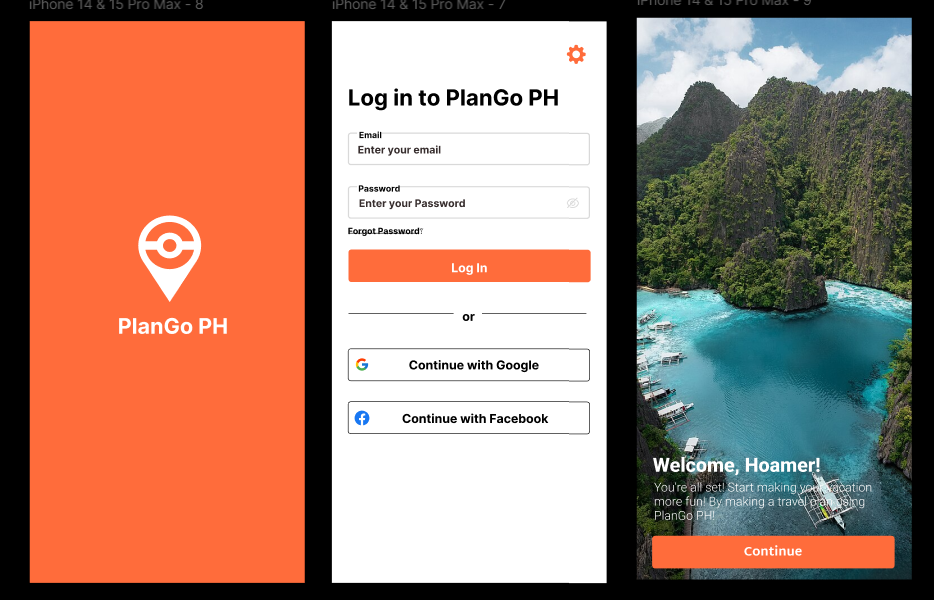 iPhone 14 & 15 Pro Max - 8
PlanGo PH
iPhone 14 & 15 Pro Max - 7
Log in to PlanGo PH
Email
Enter your email
Password
Enter your Password
Forgot Password?
Log In
or
Continue with Google
Continue with Facebook
iPhone 14 & 15 Pro Max - 9
Welcome, Hoamer!
You're all set! Start making your vacation
more fun! By making a travel plan using
PlanGo PH!
Continue